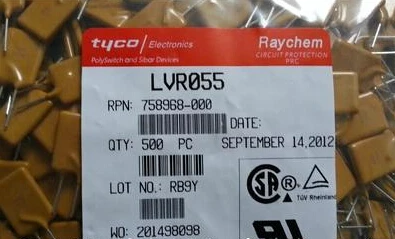 tyco / Electronics
Raychem
PolySwitch and Sibar Devices
CIRCUIT PROTECTION
PRC
LVR055
RPN: 758968-000
DATE:
QTY: 500 PC SEPTEMBER 14,2012
LOT NO.: RB9Y
SA
TÜV Rheinland
WO: 201498098